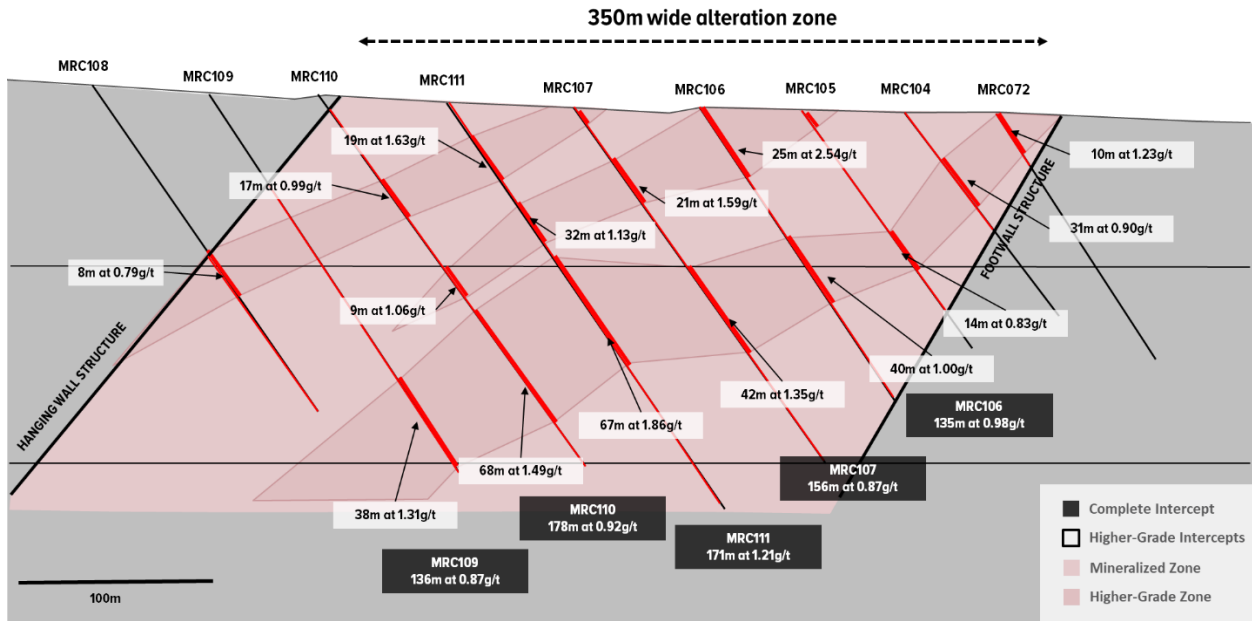 350m wide alteration zone
MRC108
MRC109
MRC110
MRC111
MRC107
MRC106
MRC105
MRC104
MRC072
19m at 1.63g/t
25m at 2.54g/t
10m at 1.23g/t
17m at 0.99g/t
21m at 1.59g/t
32m at 1.13g/t
31m at 0.90g/t
8m at 0.79g/t
9m at 1.06g/t
14m at 0.83g/t
40m at 1.00g/t
42m at 1.35g/t
67m at 1.86g/t
68m at 1.49g/t
38m at 1.31g/t
HANGING WALL STRUCTURE
FOOTWALL STRUCTURE
MRC106
135m at 0.98g/t
MRC107
156m at 0.87g/t
MRC110
178m at 0.92g/t
MRC111
171m at 1.21g/t
MRC109
136m at 0.87g/t
100m
Complete Intercept
Higher-Grade Intercepts
Mineralized Zone
Higher-Grade Zone